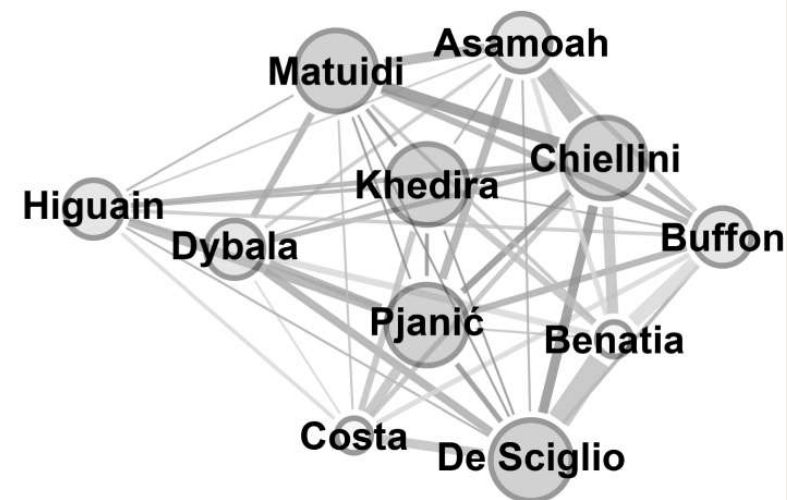 Asamoah
Matuidi
Chiellini
Khedira
Higuain
Dybala
Buffon
Pjanić
Benatia
Costa
De Sciglio